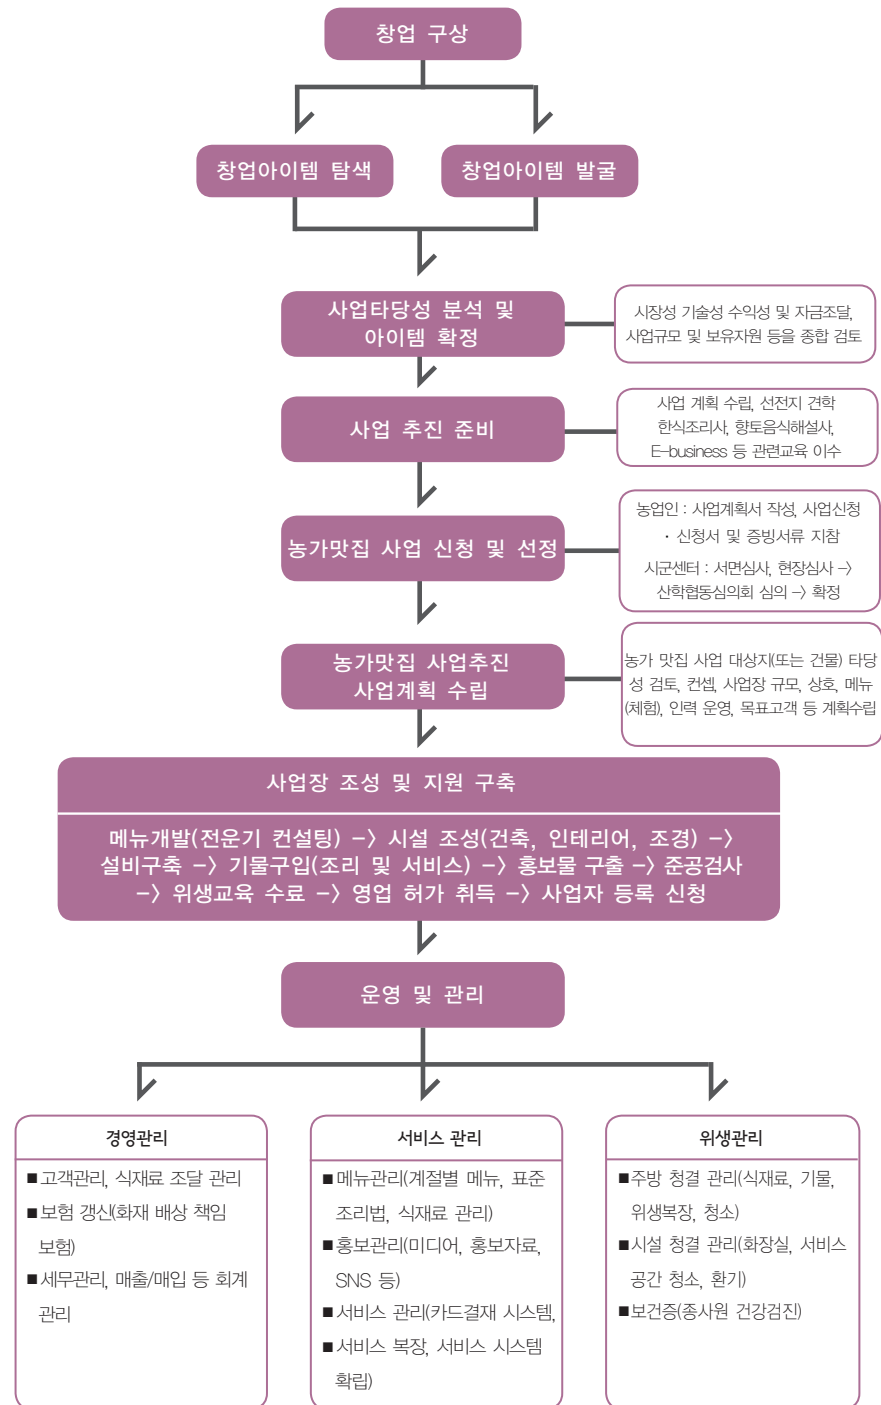 창업 구상
창업아이템 탐색
창업아이템 발굴
사업타당성 분석 및
아이템 확정
시장성 기술성 수익성 및 자금조달,
사업규모 및 보유자원 등을 종합 검토
사업 추진 준비
사업 계획 수립, 선전지 견학
한식조리사, 향토음식해설사,
E-business 등 관련교육 이수
농가맛집 사업 신청 및 선정
농업인 : 사업계획서 작성, 사업신청
· 신청서 및 증빙서류 지참
시군센터 : 서면심사, 현장심사 -〉
산학협동심의회 심의 -〉 확정
농가맛집 사업추진
사업계획 수립
농가 맛집 사업 대상지(또는 건물) 타당
성 검토, 컨셉, 사업장 규모, 상호, 메뉴
(체험), 인력 운영, 목표고객 등 계획수립
사업장 조성 및 지원 구축
메뉴개발(전운기 컨설팅) -〉 시설 조성(건축, 인테리어, 조경) -〉
설비구축 -〉 기물구입(조리 및 서비스) -〉 홍보물 구출 -〉 준공검사
-〉 위생교육 수료 -〉 영업 허가 취득 -〉 사업자 등록 신청
운영 및 관리
경영관리
■ 고객관리, 식재료 조달 관리
■ 보험 갱신(화재 배상 책임
보험)
■ 세무관리, 매출/매입 등 회계
관리
서비스 관리
■ 메뉴관리(계절별 메뉴, 표준
조리법, 식재료 관리)
■ 홍보관리(미디어, 홍보자료,
SNS 등)
■ 서비스 관리(카드결재 시스템,
■ 서비스 복장, 서비스 시스템
확립)
위생관리
■ 주방 청결 관리(식재료, 기물,
위생복장, 청소)
■ 시설 청결 관리(화장실, 서비스
공간 청소, 환기)
■ 보건증(종사원 건강검진)